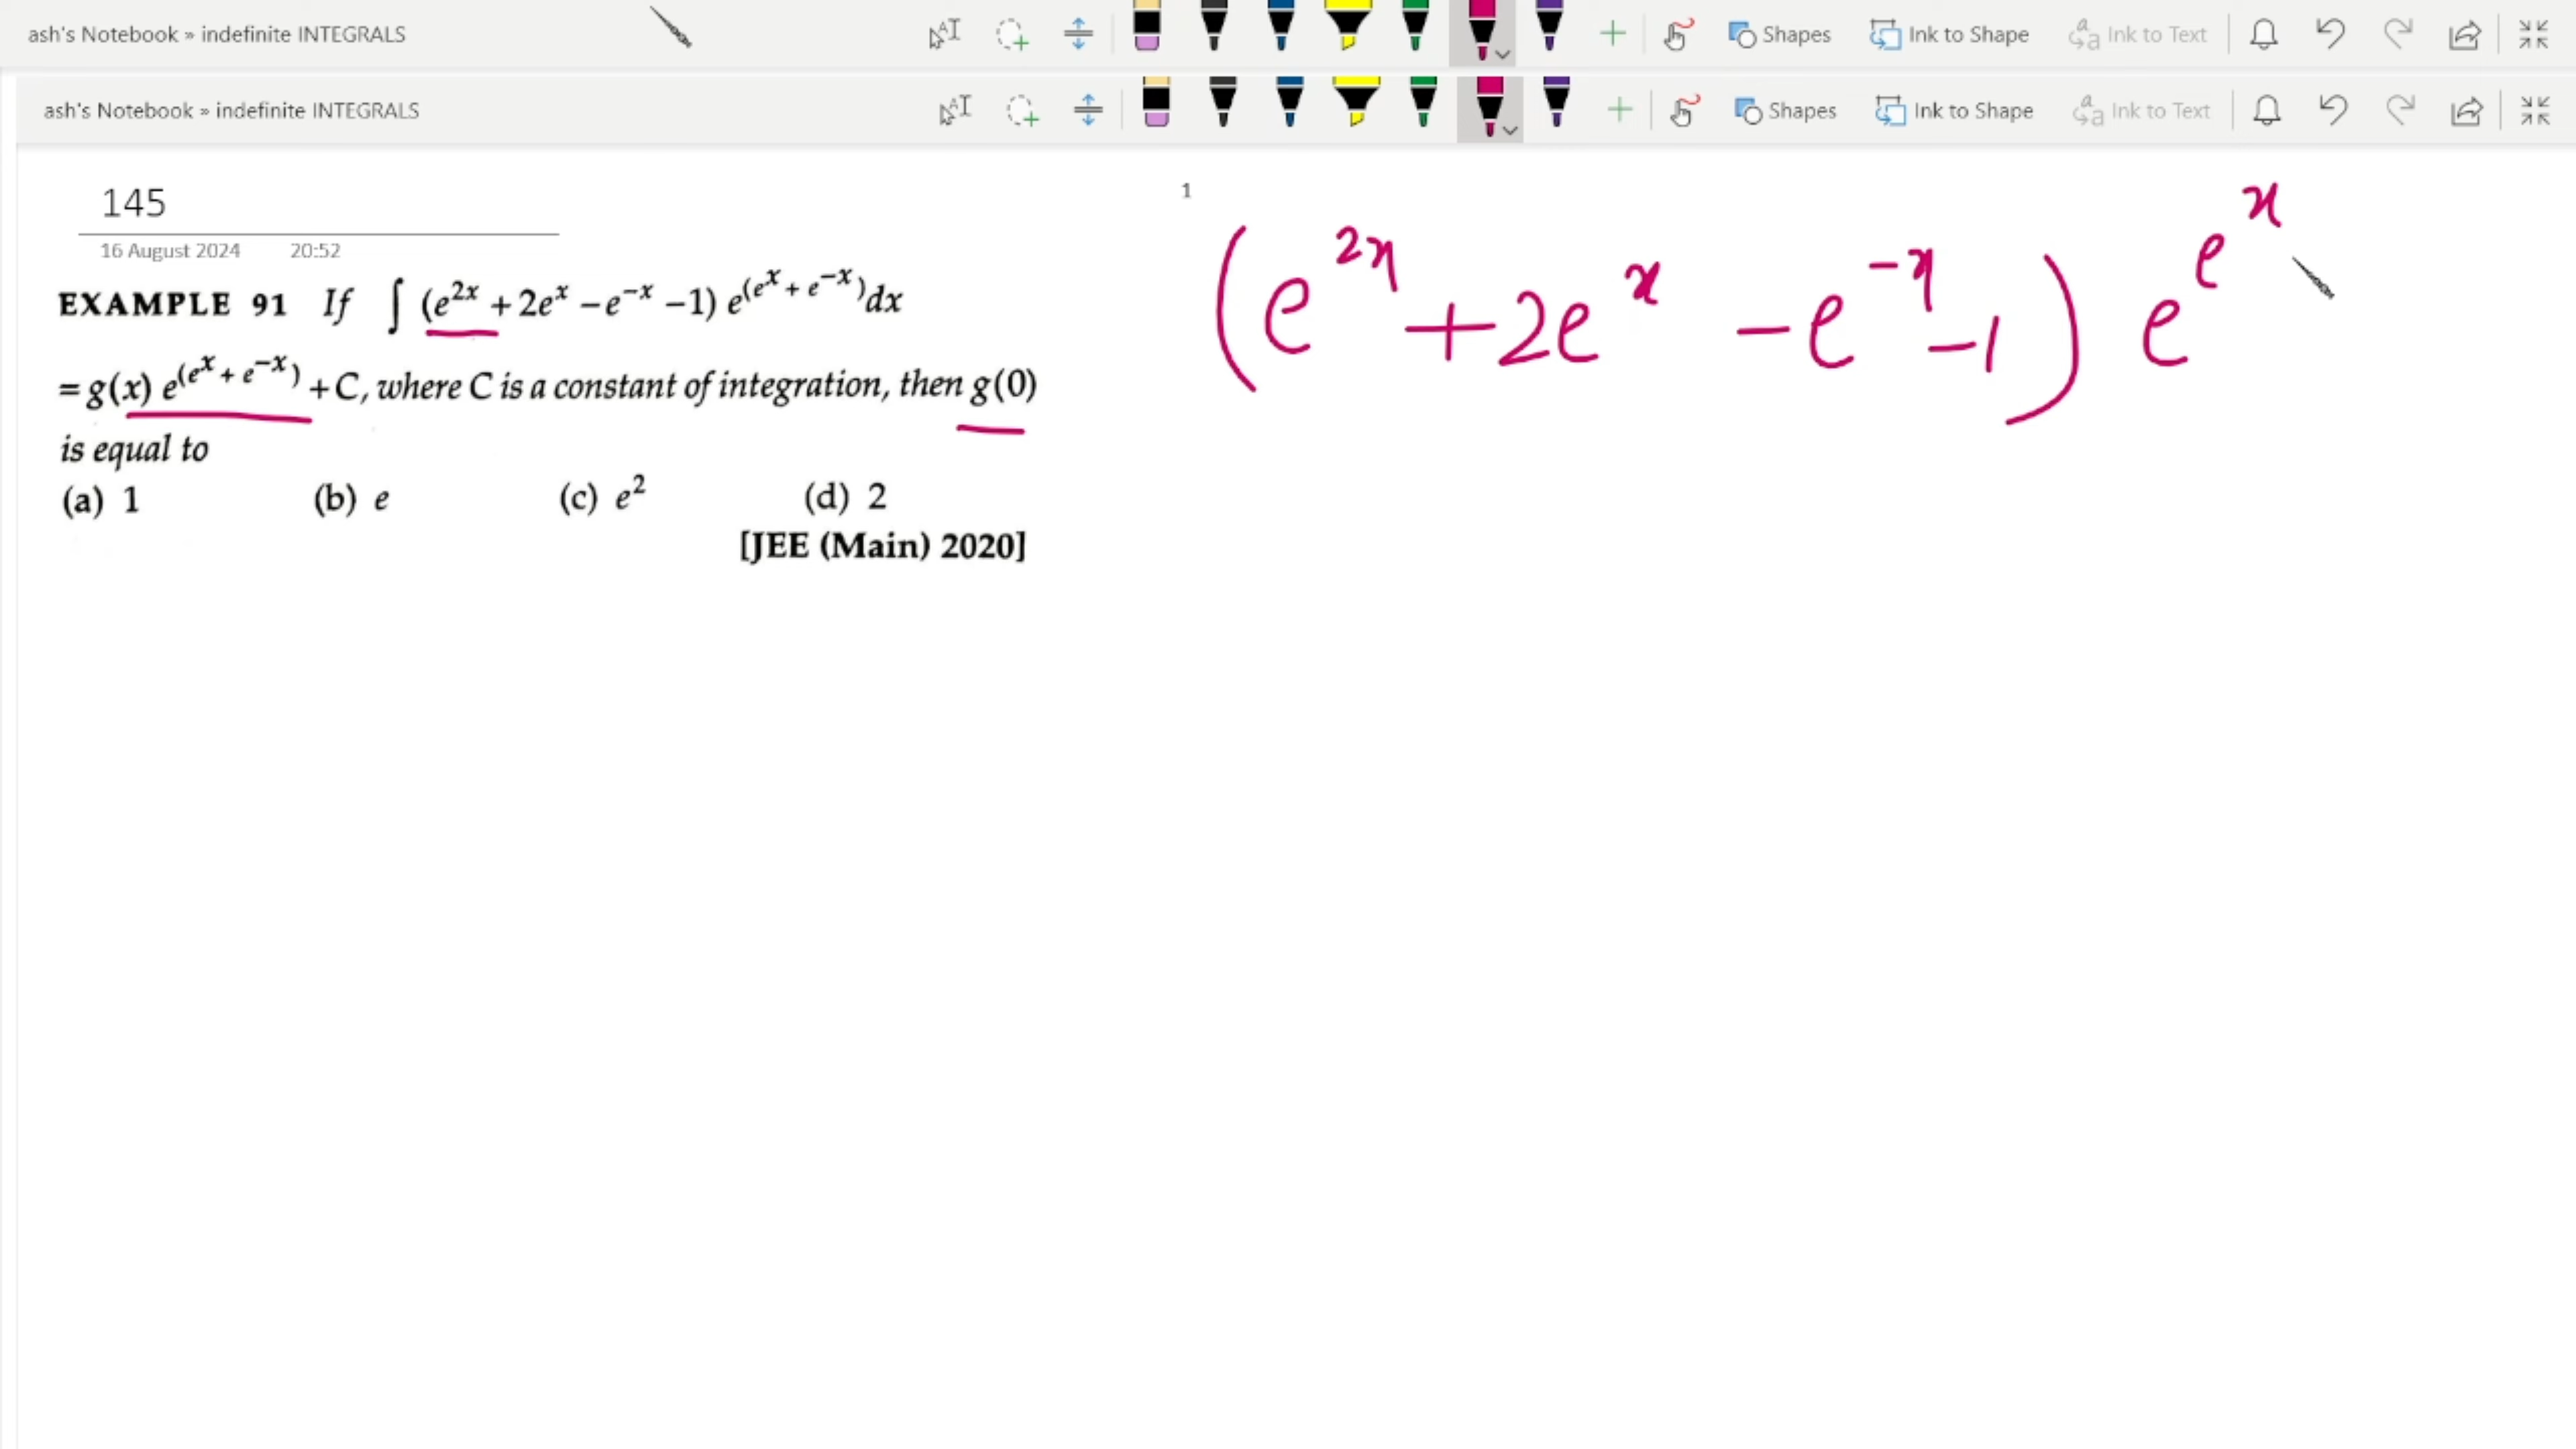 ash's Notebook » indefinite INTEGRALS
Shapes Ink to Shape Ink to Text
ash's Notebook » indefinite INTEGRALS
Shapes Ink to Shape Ink to Text
145
16 August 2024 20:52
EXAMPLE 91 If ∫ (e^{2x} + 2e^x − e^{−x} − 1) e^{(e^x + e^{−x})} dx
= g(x) e^{(e^x + e^{−x})} + C, where C is a constant of integration, then g(0)
is equal to
(a) 1 (b) e (c) e^2 (d) 2
[JEE (Main) 2020]
1
(e^{2x} + 2e^x − e^{−x} − 1) e^{e^x}